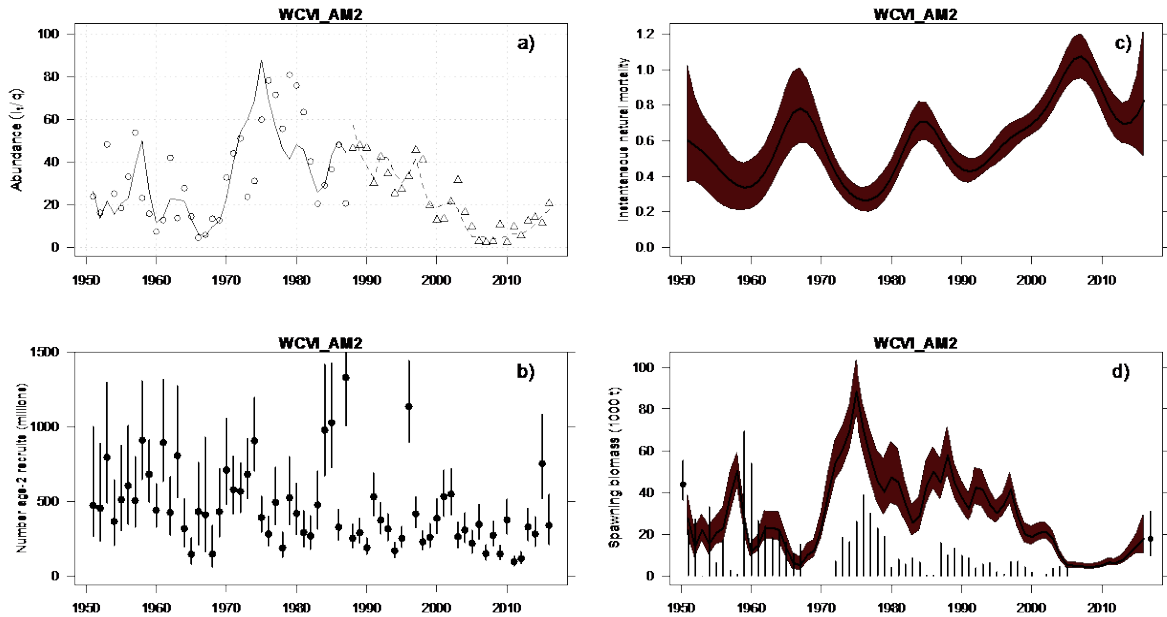 WCVI_AM2
a)
Abundance (It/q)
100
80
60
40
20
0
1950 1960 1970 1980 1990 2000 2010
WCVI_AM2
c)
Instantaneous natural mortality
1.2
1.0
0.8
0.6
0.4
0.2
0.0
1950 1960 1970 1980 1990 2000 2010
WCVI_AM2
b)
Number age-2 recruits (millions)
1500
1000
500
0
1950 1960 1970 1980 1990 2000 2010
WCVI_AM2
d)
Spawning biomass (1000 t)
100
80
60
40
20
0
1950 1960 1970 1980 1990 2000 2010